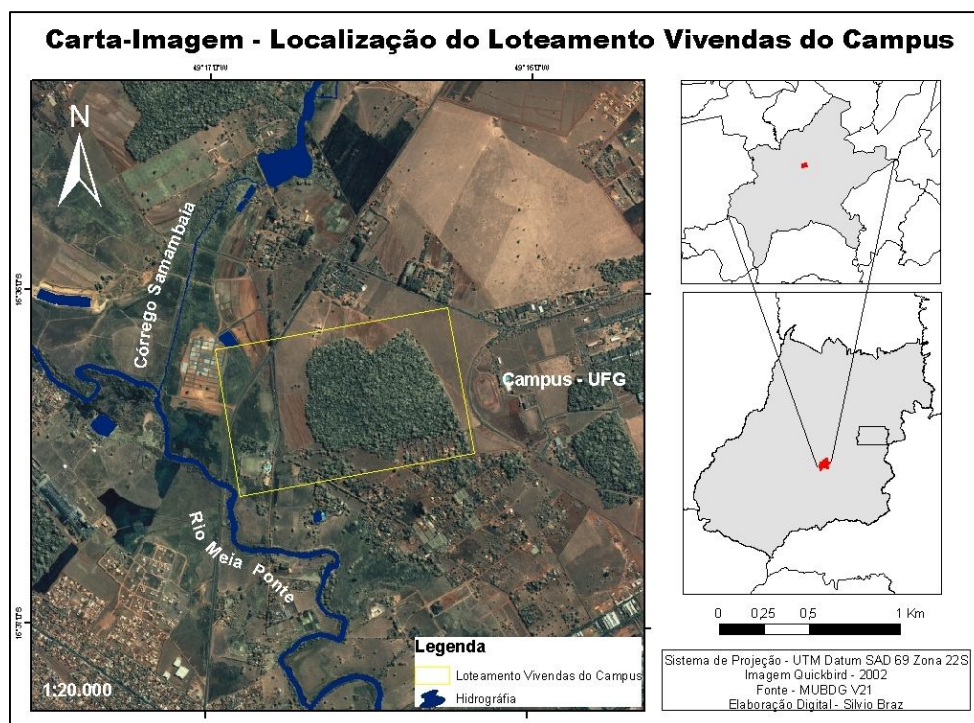 Carta-Imagem - Localização do Loteamento Vivendas do Campus
N
Córrego Samambaia
Campus - UFG
Rio Meia Ponte
1:20.000
Legenda
Loteamento Vivendas do Campus
Hidrográfia
0 0,25 0,5 1 Km
Sistema de Projeção - UTM Datum SAD 69 Zona 22S
Imagem Quickbird - 2002
Fonte - MUBDG V21
Elaboração Digital - Silvio Braz